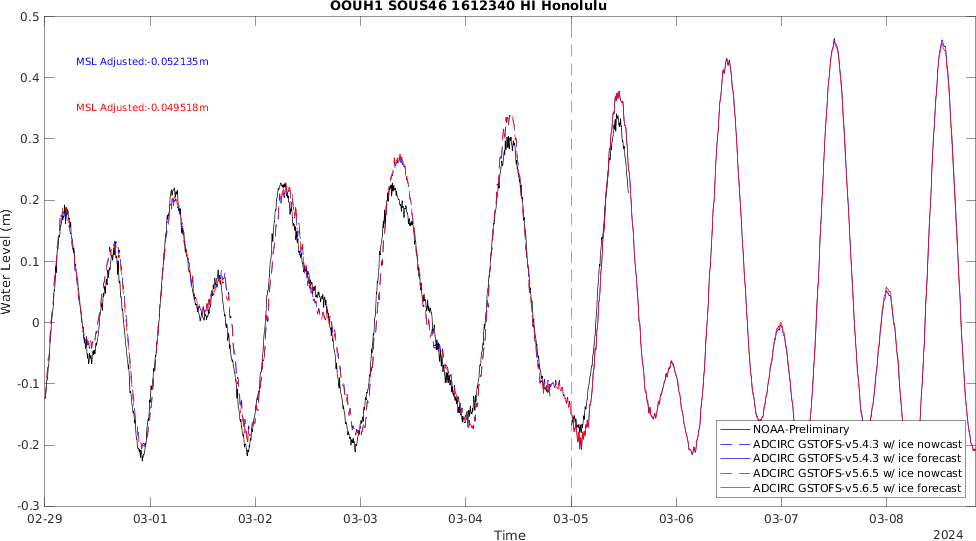 OOUH1 SOUS46 1612340 HI Honolulu
0.5
MSL Adjusted:-0.052135m
0.4
MSL Adjusted:-0.049518m
0.3
0.2
0.1
Water Level (m)
0
-0.1
-0.2
-0.3
NOAA-Preliminary
ADCIRC GSTOFS-v5.4.3 w/ ice nowcast
ADCIRC GSTOFS-v5.4.3 w/ ice forecast
ADCIRC GSTOFS-v5.6.5 w/ ice nowcast
ADCIRC GSTOFS-v5.6.5 w/ ice forecast
02-29 03-01 03-02 03-03 03-04 03-05 03-06 03-07 03-08
Time
2024